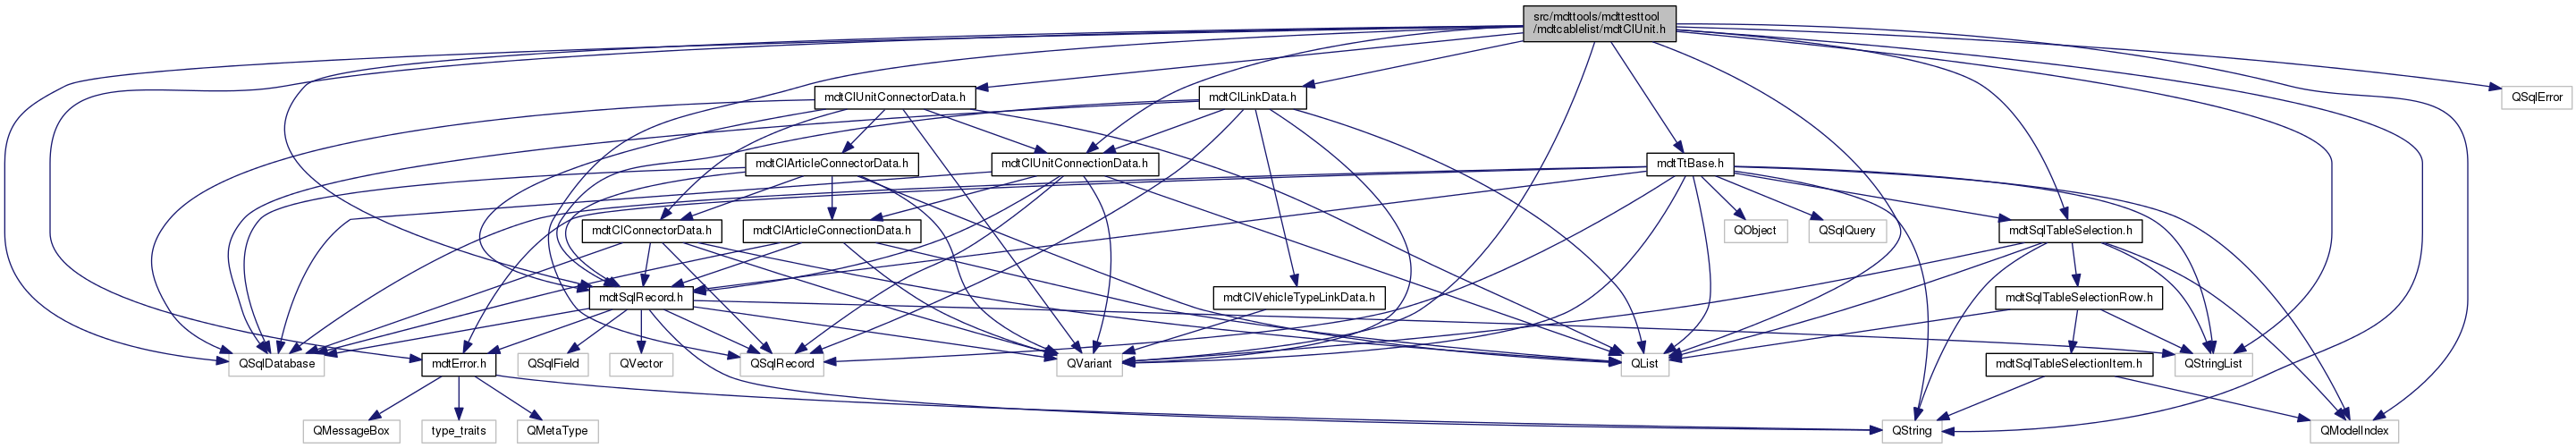 src/mdttools/mdttesttool
/mdtcablelist/mdtClUnit.h
mdtClUnitConnectorData.h
mdtClLinkData.h
QSqlError
mdtClArticleConnectorData.h
mdtClUnitConnectionData.h
mdtTtBase.h
mdtClConnectorData.h
mdtClArticleConnectionData.h
QObject
QSqlQuery
mdtSqlTableSelection.h
mdtSqlRecord.h
mdtClVehicleTypeLinkData.h
mdtSqlTableSelectionRow.h
QSqlDatabase
mdtError.h
QSqlField
QVector
QSqlRecord
QVariant
QList
mdtSqlTableSelectionItem.h
QStringList
QMessageBox
type_traits
QMetaType
QString
QModelIndex